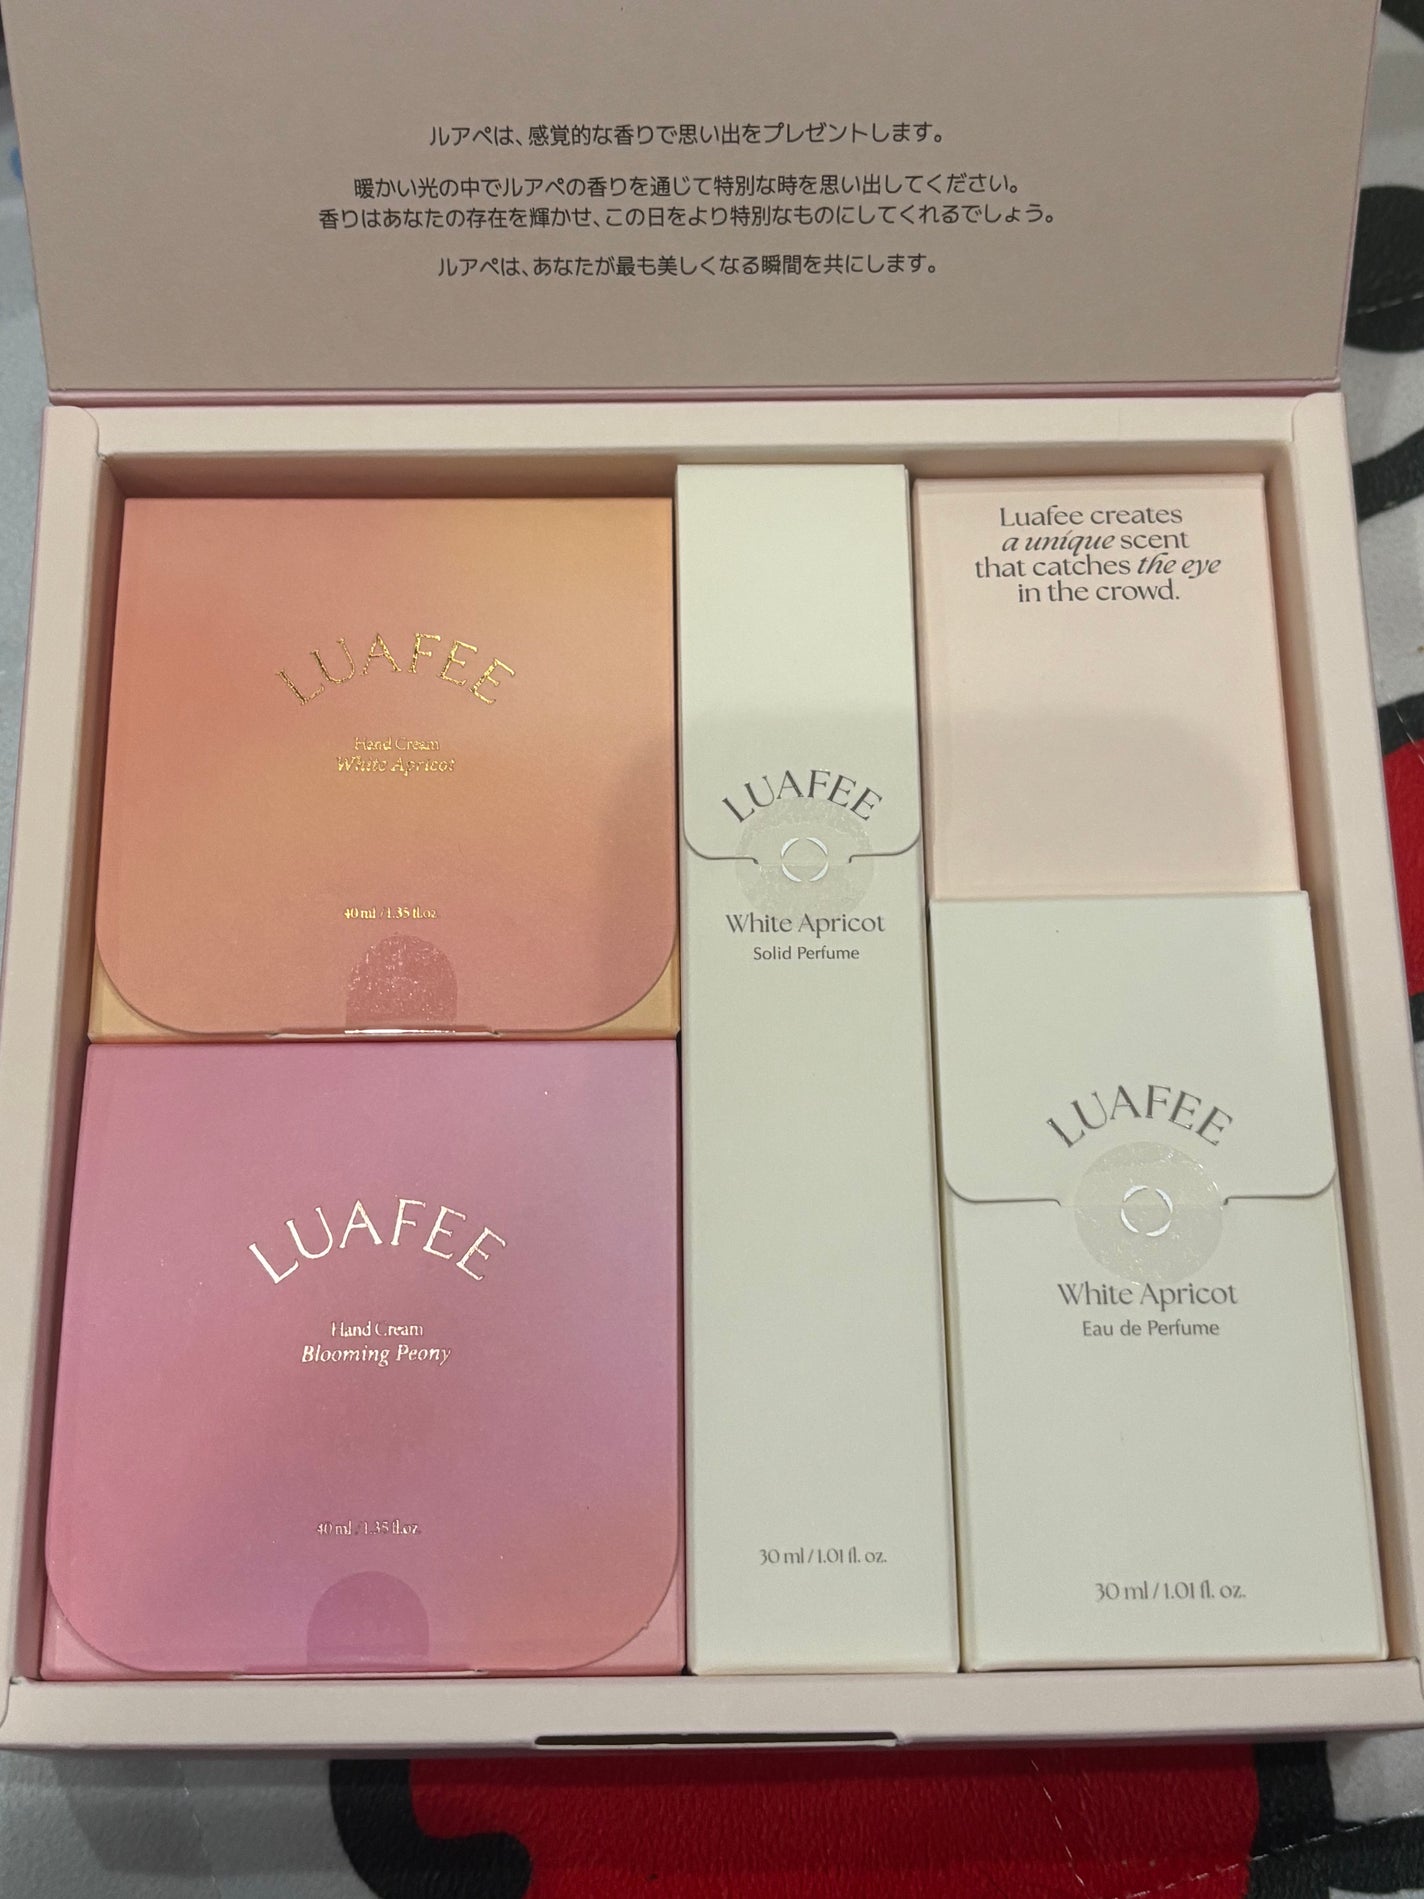 ルアペは、感覚的な香りで思い出をプレゼントします。
暖かい光の中でルアペの香りを通じて特別な時を思い出してください。
香りはあなたの存在を輝かせ、この日をより特別なものにしてくれるでしょう。
ルアペは、あなたが最も美しくなる瞬間を共にします。
LUAFEE
Hand Cream
White Apricot
40 ml / 1.35 fl.oz
LUAFEE
Hand Cream
Blooming Peony
40 ml / 1.35 fl.oz
LUAFEE
White Apricot
Solid Perfume
30 ml / 1.01 fl. oz.
Luafee creates
a unique scent
that catches the eye
in the crowd.
LUAFEE
White Apricot
Eau de Perfume
30 ml / 1.01 fl. oz.